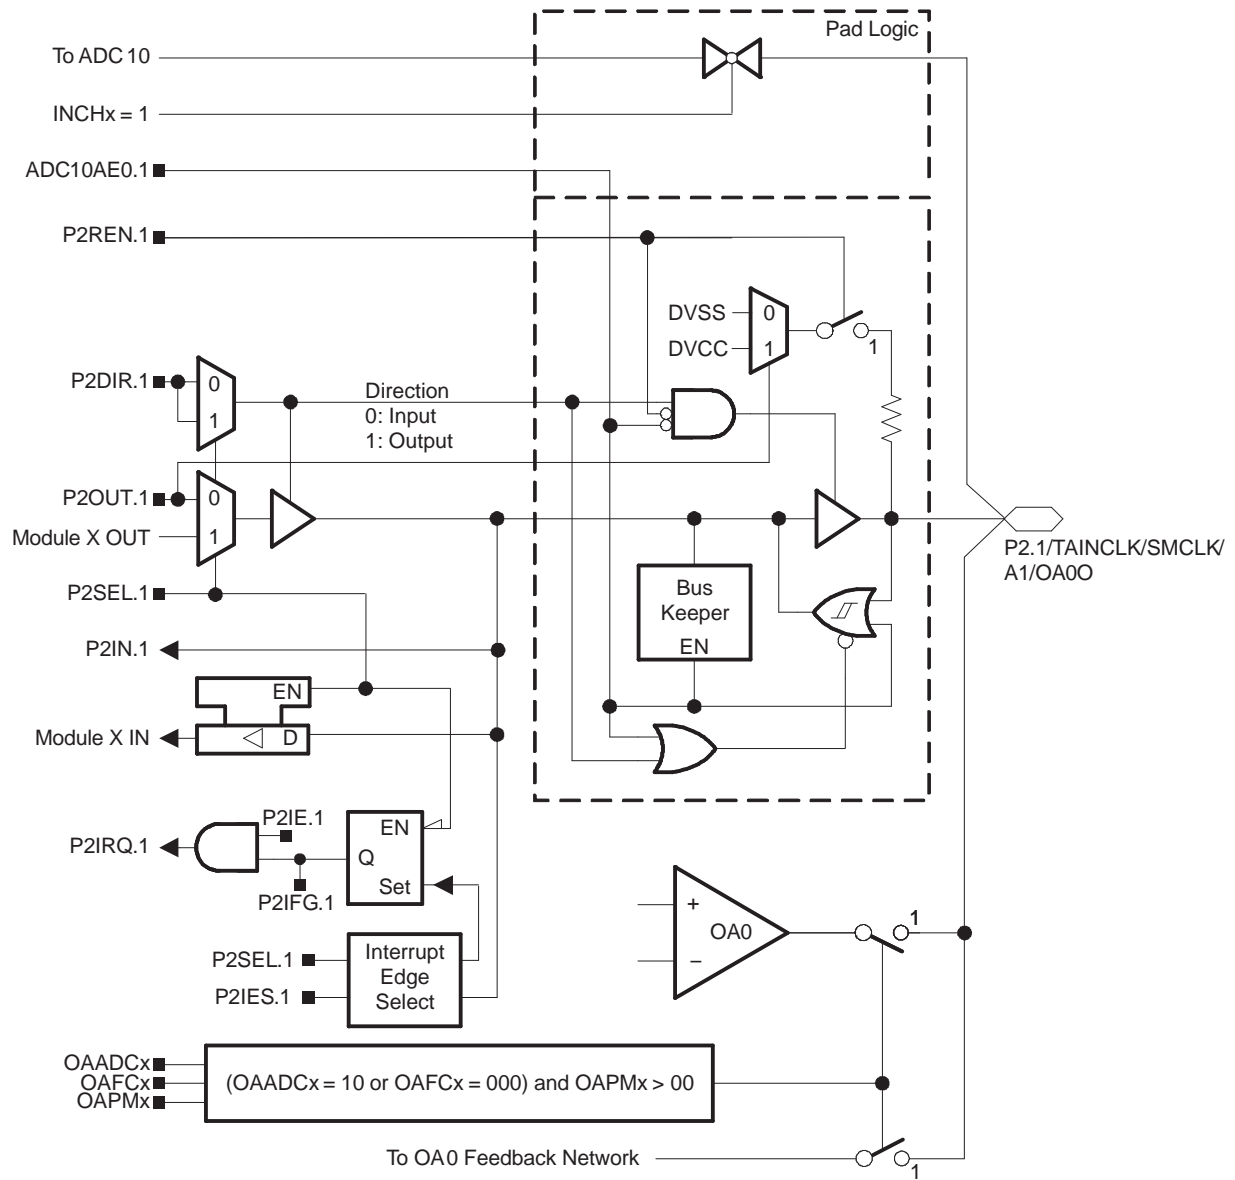 Pad Logic
To ADC 10
INCHx = 1
ADC10AE0.1
P2REN.1
DVSS
0
DVCC
1
1
P2DIR.1
0
1
Direction
0: Input
1: Output
P2OUT.1
0
Module X OUT
1
P2.1/TAINCLK/SMCLK/
A1/OA0O
P2SEL.1
Bus
Keeper
EN
P2IN.1
EN
Module X IN
D
P2IE.1
EN
P2IRQ.1
Q
Set
P2IFG.1
+
OA0
−
1
P2SEL.1
Interrupt
Edge
Select
P2IES.1
OAADCx
OAFCx
OAPMx
(OAADCx = 10 or OAFCx = 000) and OAPMx > 00
To OA0 Feedback Network
1